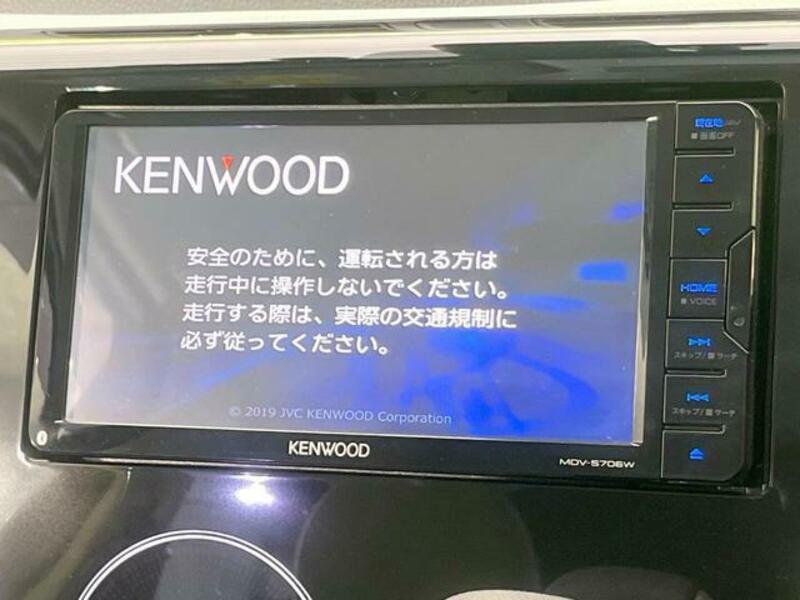 KENWOOD
安全のために、運転される方は
走行中に操作しないでください。
走行する際は、実際の交通規制に
必ず従ってください。
© 2019 JVC KENWOOD Corporation
KENWOOD
MDV-S706W
現在地
画面OFF
HOME
VOICE
スキップ/サーチ
スキップ/サーチ